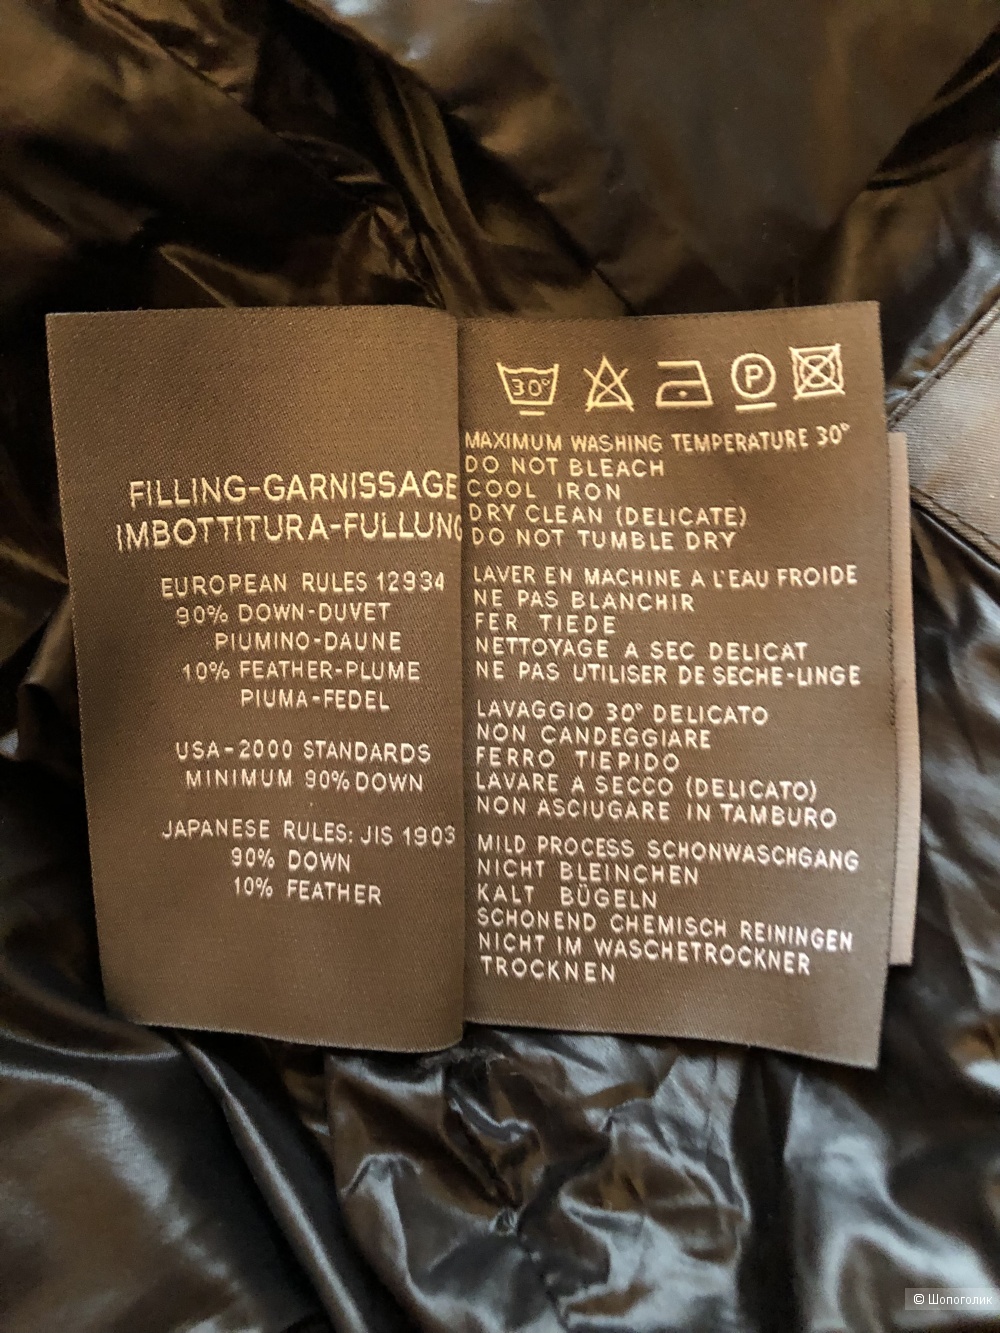 FILLING-GARNISSAGE
IMBOTTITURA-FULLUNG
EUROPEAN RULES 12934
90% DOWN-DUVET
PIUMINO-DAUNE
10% FEATHER-PLUME
PIUMA-FEDEL
USA-2000 STANDARDS
MINIMUM 90% DOWN
JAPANESE RULES: JIS 1903
90% DOWN
10% FEATHER
30° P
MAXIMUM WASHING TEMPERATURE 30°
DO NOT BLEACH
COOL IRON
DRY CLEAN (DELICATE)
DO NOT TUMBLE DRY
LAVER EN MACHINE A L'EAU FROIDE
NE PAS BLANCHIR
FER TIEDE
NETTOYAGE A SEC DELICAT
NE PAS UTILISER DE SECHE-LINGE
LAVAGGIO 30° DELICATO
NON CANDEGGIARE
FERRO TIEPIDO
LAVARE A SECCO (DELICATO)
NON ASCIUGARE IN TAMBURO
MILD PROCESS SCHONWASCHGANG
NICHT BLEINCHEN
KALT BÜGELN
SCHONEND CHEMISCH REININGEN
NICHT IM WASCHETROCKNER
TROCKNEN
© Шопоголик